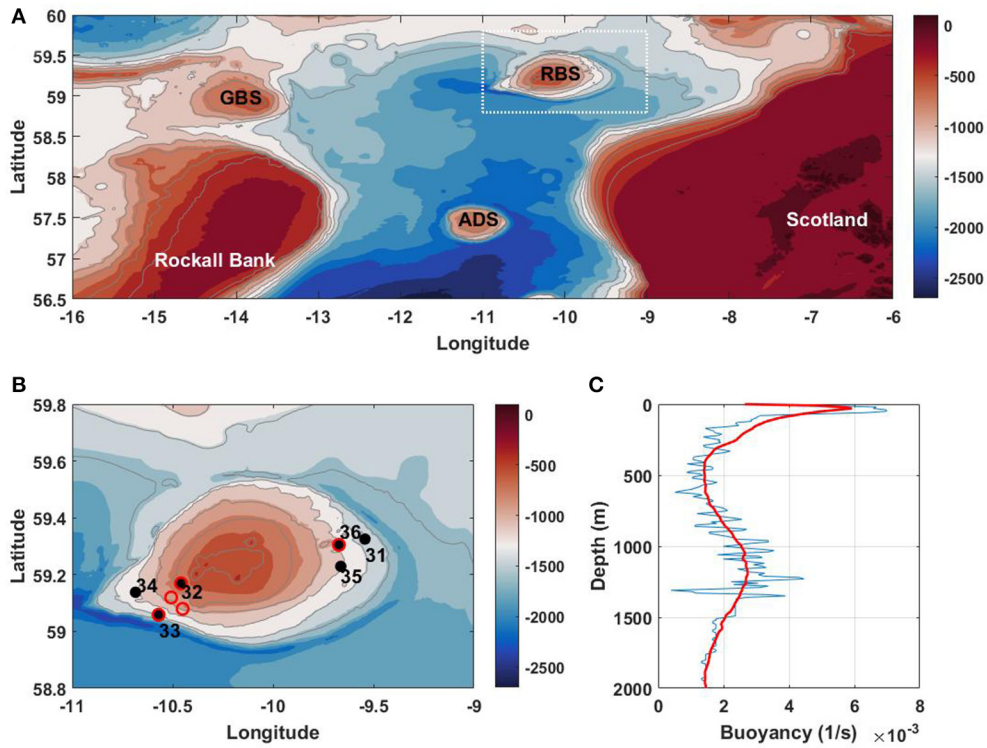 A
60
59.5
59
58.5
58
57.5
57
56.5
Latitude
GBS
RBS
ADS
Rockall Bank
Scotland
-16 -15 -14 -13 -12 -11 -10 -9 -8 -7 -6
Longitude
0
-500
-1000
-1500
-2000
-2500
B
59.8
59.6
59.4
59.2
59
58.8
Latitude
36
31
35
34
32
33
-11 -10.5 -10 -9.5 -9
Longitude
0
-500
-1000
-1500
-2000
-2500
C
0
500
1000
1500
2000
Depth (m)
0 2 4 6 8
Buoyancy (1/s) ×10-3